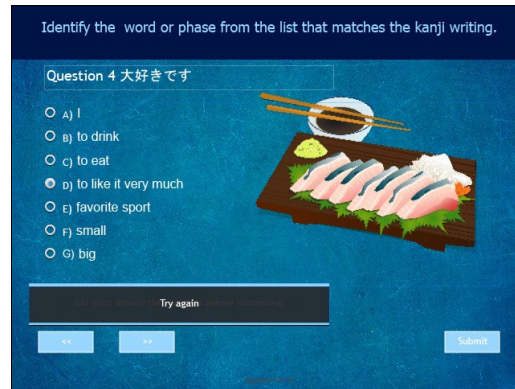 Identify the word or phase from the list that matches the kanji writing.
Question 4 大好きです
A) I
B) to drink
C) to eat
D) to like it very much
E) favorite sport
F) small
G) big
Try again
<< >> Submit